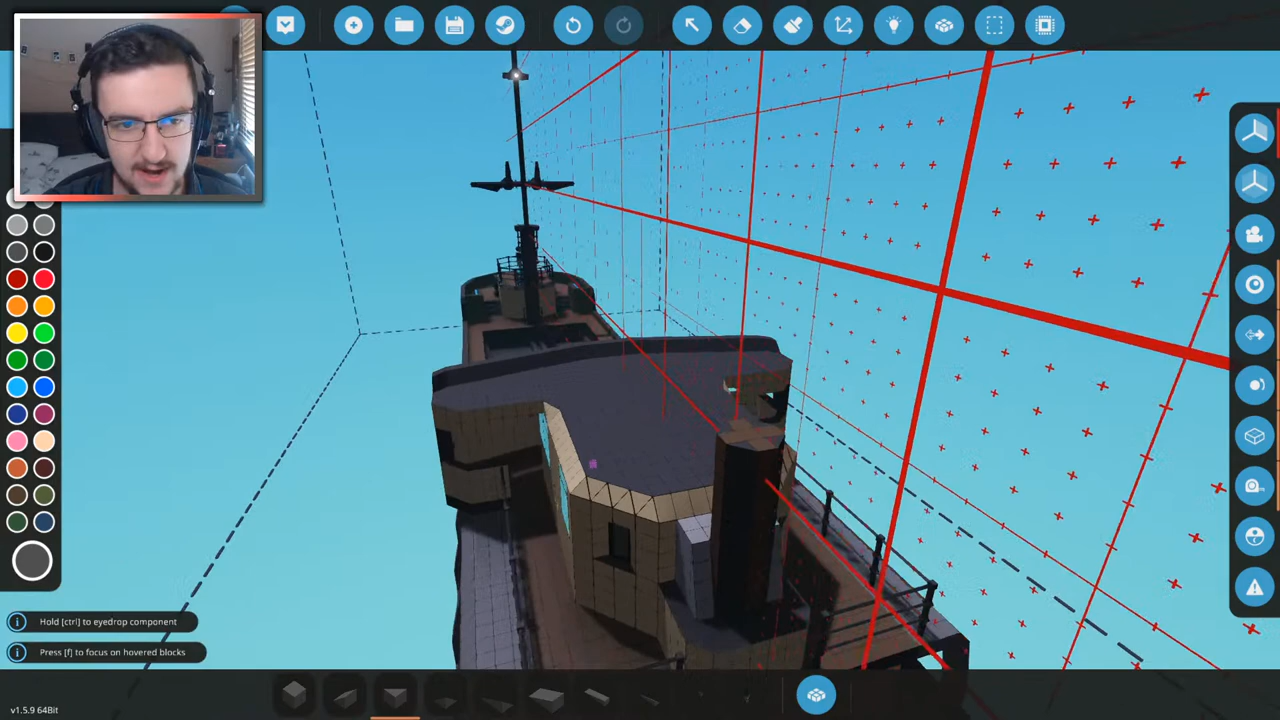 Hold [ctrl] to eyedrop component
Press [f] to focus on hovered blocks
v1.5.9 64Bit